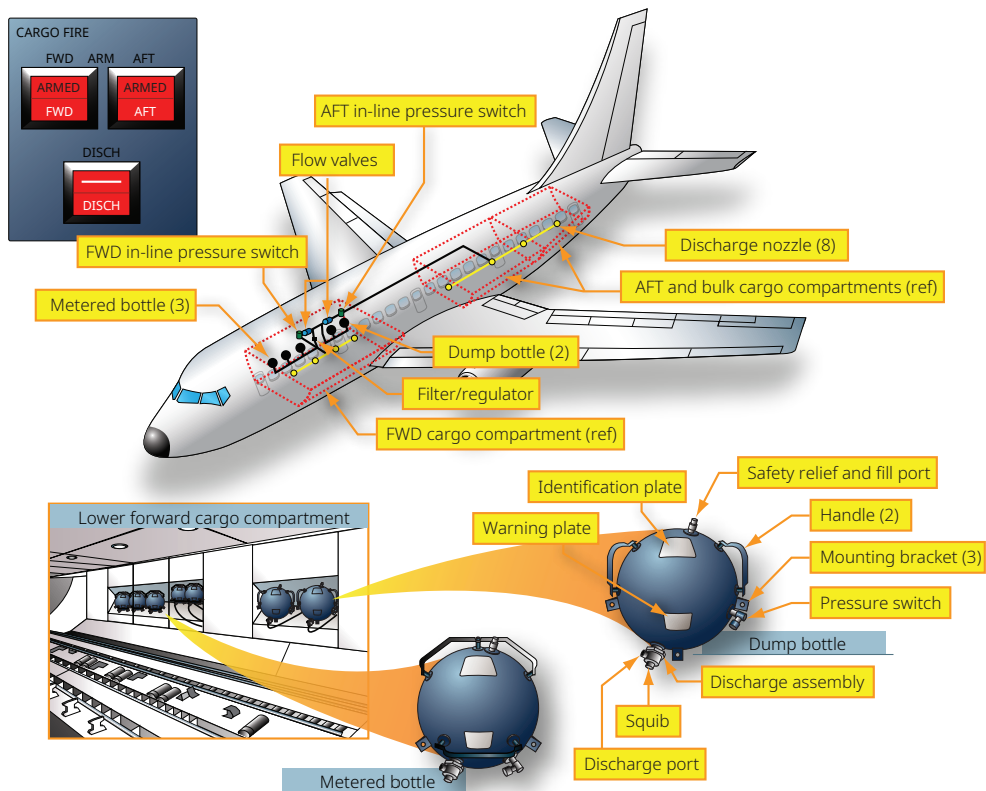 CARGO FIRE
FWD ARM AFT
ARMED ARMED
FWD AFT
DISCH
DISCH
AFT in-line pressure switch
Flow valves
FWD in-line pressure switch
Discharge nozzle (8)
AFT and bulk cargo compartments (ref)
Metered bottle (3)
Dump bottle (2)
Filter/regulator
FWD cargo compartment (ref)
Lower forward cargo compartment
Identification plate
Safety relief and fill port
Warning plate
Handle (2)
Mounting bracket (3)
Pressure switch
Dump bottle
Discharge assembly
Squib
Discharge port
Metered bottle